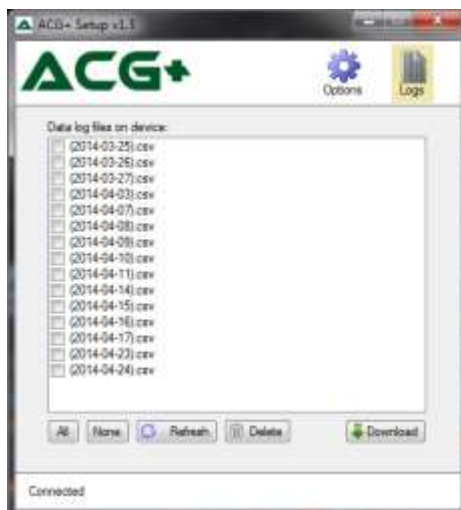 ACG+ Setup v1.3
ACG+
Options
Logs
Data log files on device:
(2014-03-25).csv
(2014-03-26).csv
(2014-03-27).csv
(2014-04-03).csv
(2014-04-07).csv
(2014-04-08).csv
(2014-04-09).csv
(2014-04-10).csv
(2014-04-11).csv
(2014-04-14).csv
(2014-04-15).csv
(2014-04-16).csv
(2014-04-17).csv
(2014-04-23).csv
(2014-04-24).csv
All None Refresh Delete Download
Connected